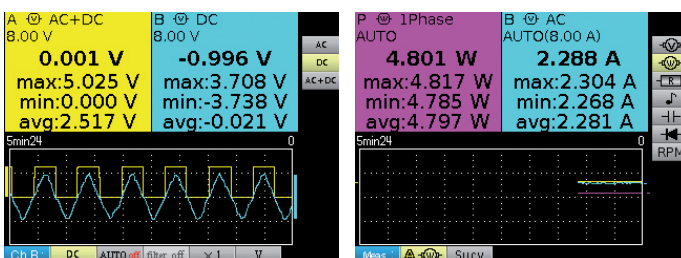 A AC+DC
8.00 V
0.001 V
max:5.025 V
min:0.000 V
avg:2.517 V
B DC
8.00 V
-0.996 V
max:3.708 V
min:-3.738 V
avg:-0.021 V
AC
DC
AC+DC
5min24 0
Ch B: DC AUTO off filter off ×1 V
P 1Phase
AUTO
4.801 W
max:4.817 W
min:4.785 W
avg:4.797 W
B AC
AUTO(8.00 A)
2.288 A
max:2.304 A
min:2.268 A
avg:2.281 A
V
W
R
RPM
5min24 0
Meas: A W Surv